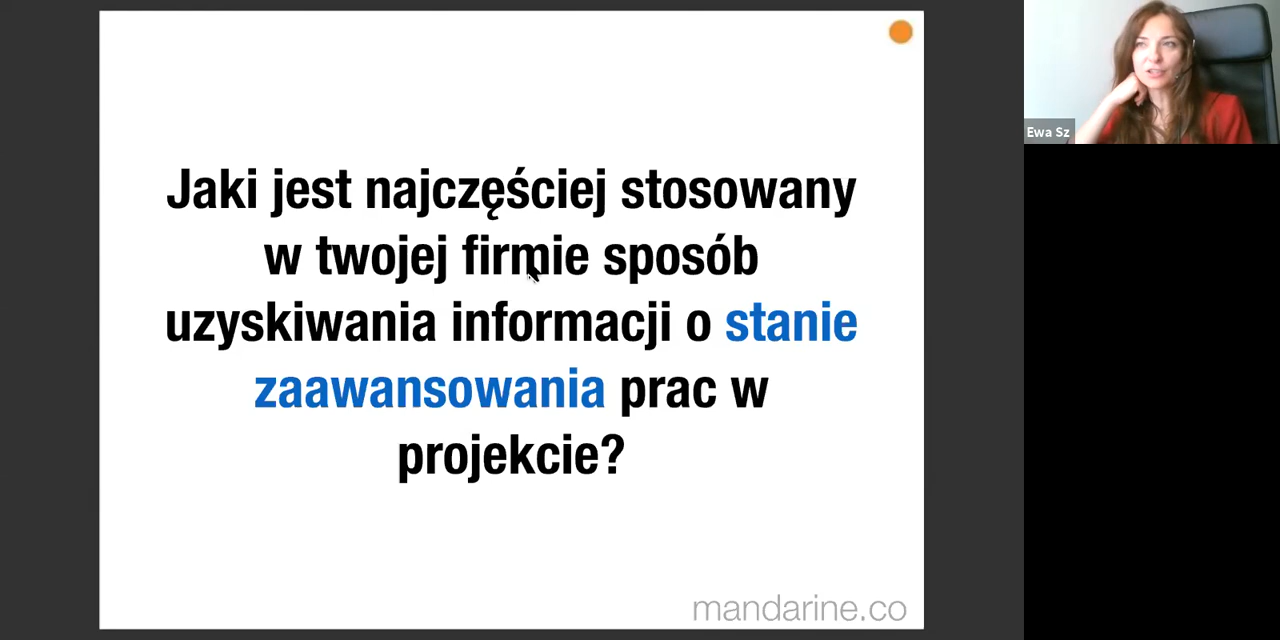 Jaki jest najczęściej stosowany
w twojej firmie sposób
uzyskiwania informacji o stanie
zaawansowania prac w
projekcie?
mandarine.co
Ewa Sz